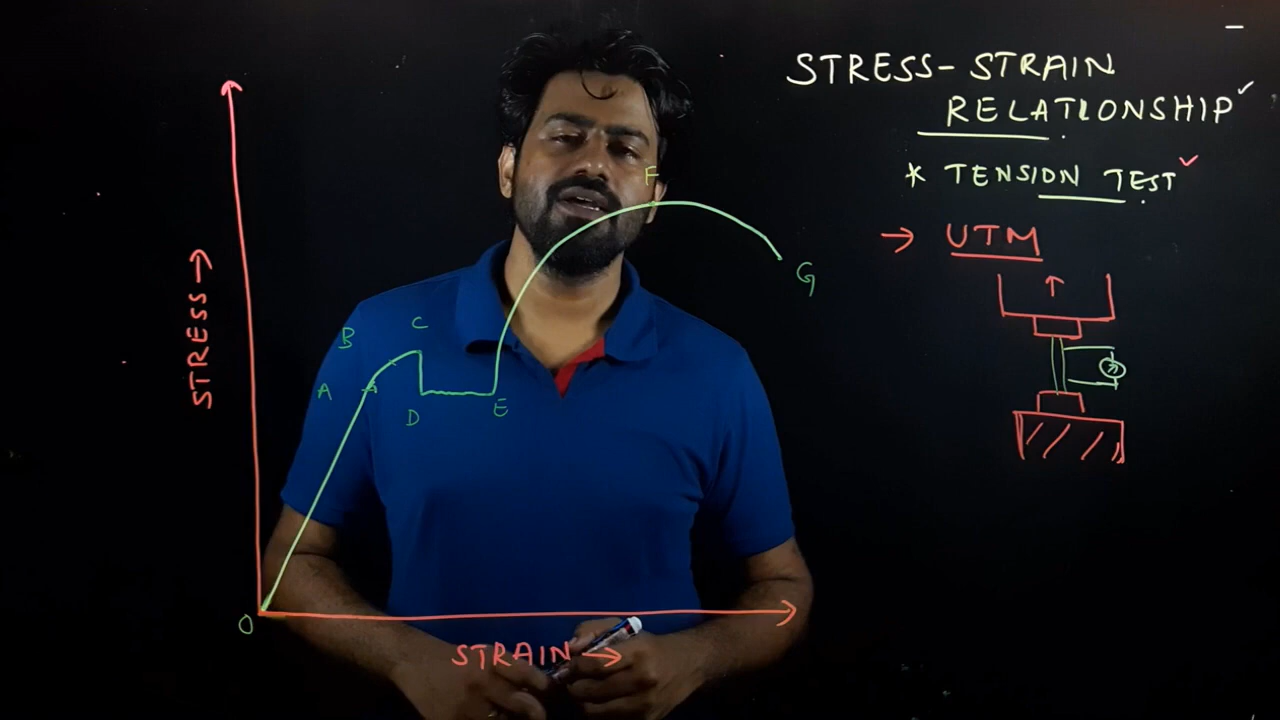 STRESS-STRAIN
RELATIONSHIP
* TENSION TEST
→ UTM
STRESS →
STRAIN →
O
A
A
B
C
D
E
F
G